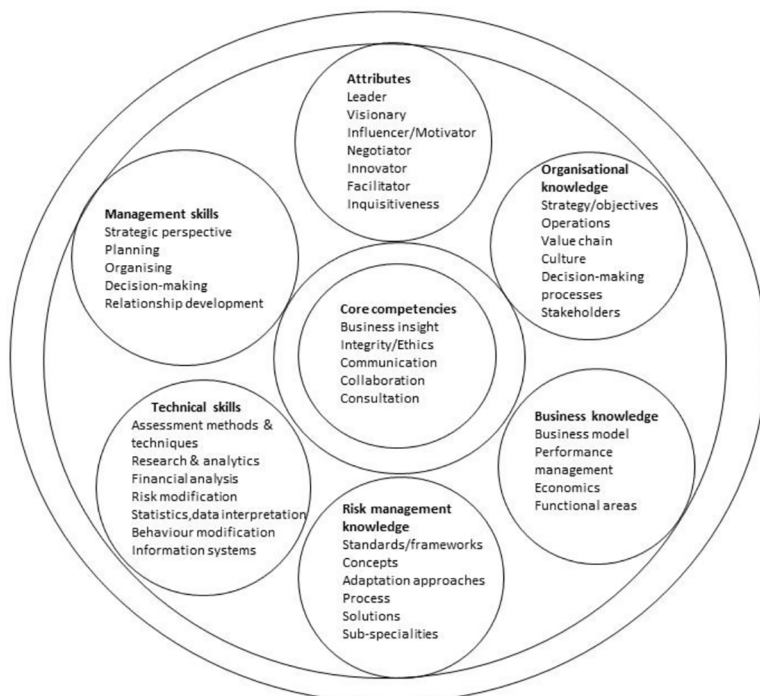 Attributes
Leader
Visionary
Influencer/Motivator
Negotiator
Innovator
Facilitator
Inquisitiveness
Management skills
Strategic perspective
Planning
Organising
Decision-making
Relationship development
Organisational
knowledge
Strategy/objectives
Operations
Value chain
Culture
Decision-making
processes
Stakeholders
Core competencies
Business insight
Integrity/Ethics
Communication
Collaboration
Consultation
Technical skills
Assessment methods &
techniques
Research & analytics
Financial analysis
Risk modification
Statistics,data interpretation
Behaviour modification
Information systems
Business knowledge
Business model
Performance
management
Economics
Functional areas
Risk management
knowledge
Standards/frameworks
Concepts
Adaptation approaches
Process
Solutions
Sub-specialities